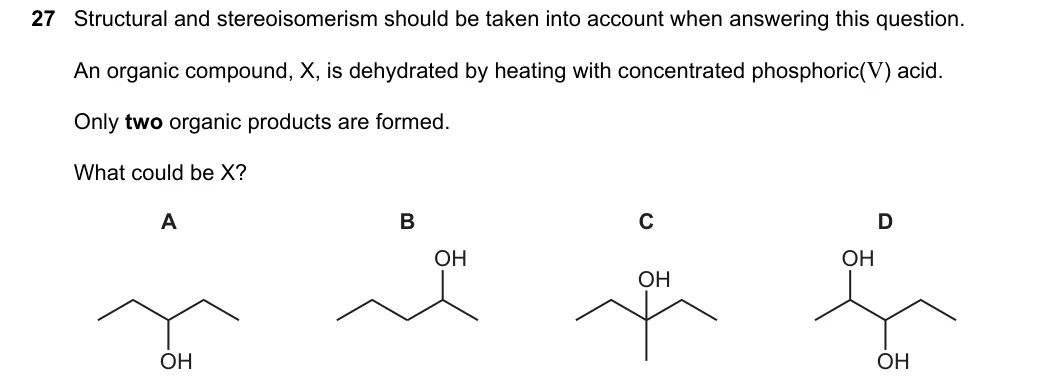 27 Structural and stereoisomerism should be taken into account when answering this question.
An organic compound, X, is dehydrated by heating with concentrated phosphoric(V) acid.
Only two organic products are formed.
What could be X?
A B C D
OH OH OH
OH OH